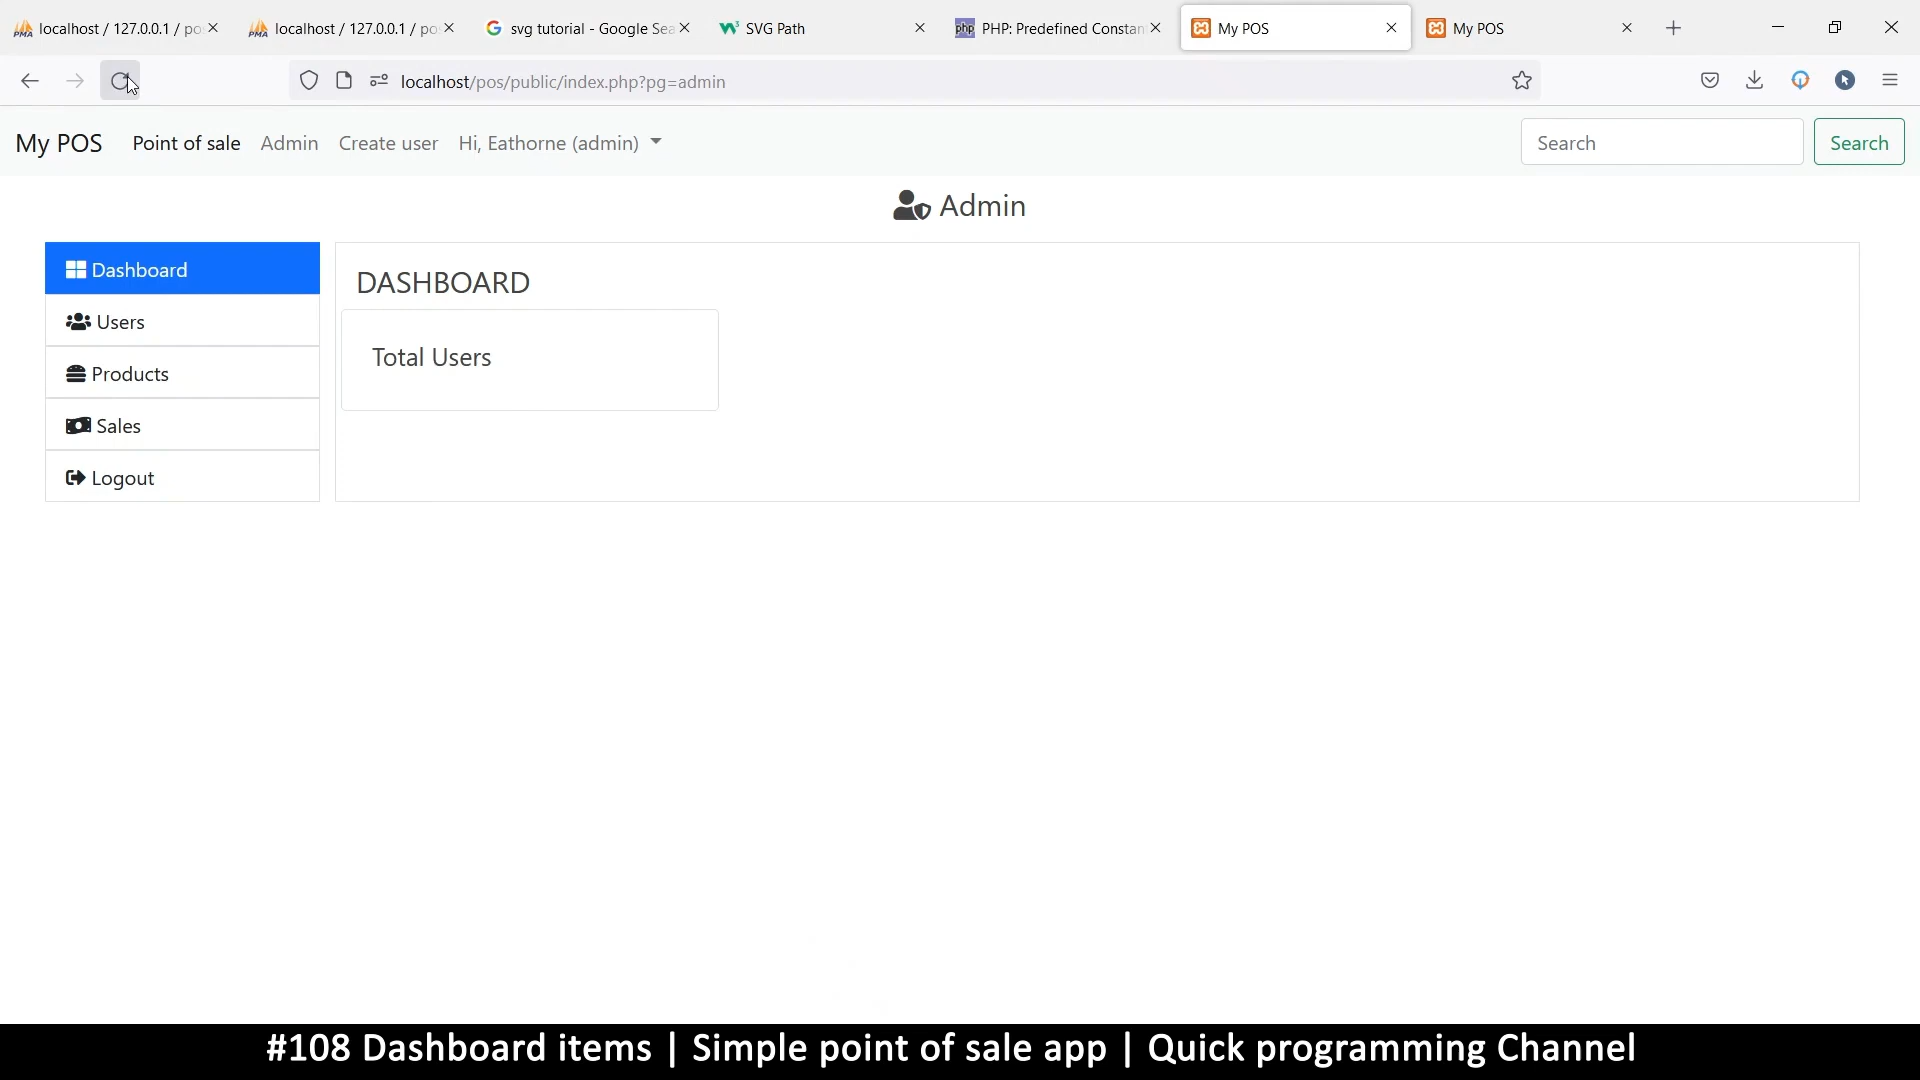 localhost / 127.0.0.1 / po
localhost / 127.0.0.1 / po
svg tutorial - Google Sea
SVG Path
PHP: Predefined Constan
My POS
My POS
localhost/pos/public/index.php?pg=admin
My POS
Point of sale
Admin
Create user
Hi, Eathorne (admin)
Search
Search
Admin
Dashboard
Users
Products
Sales
Logout
DASHBOARD
Total Users
#108 Dashboard items | Simple point of sale app | Quick programming Channel